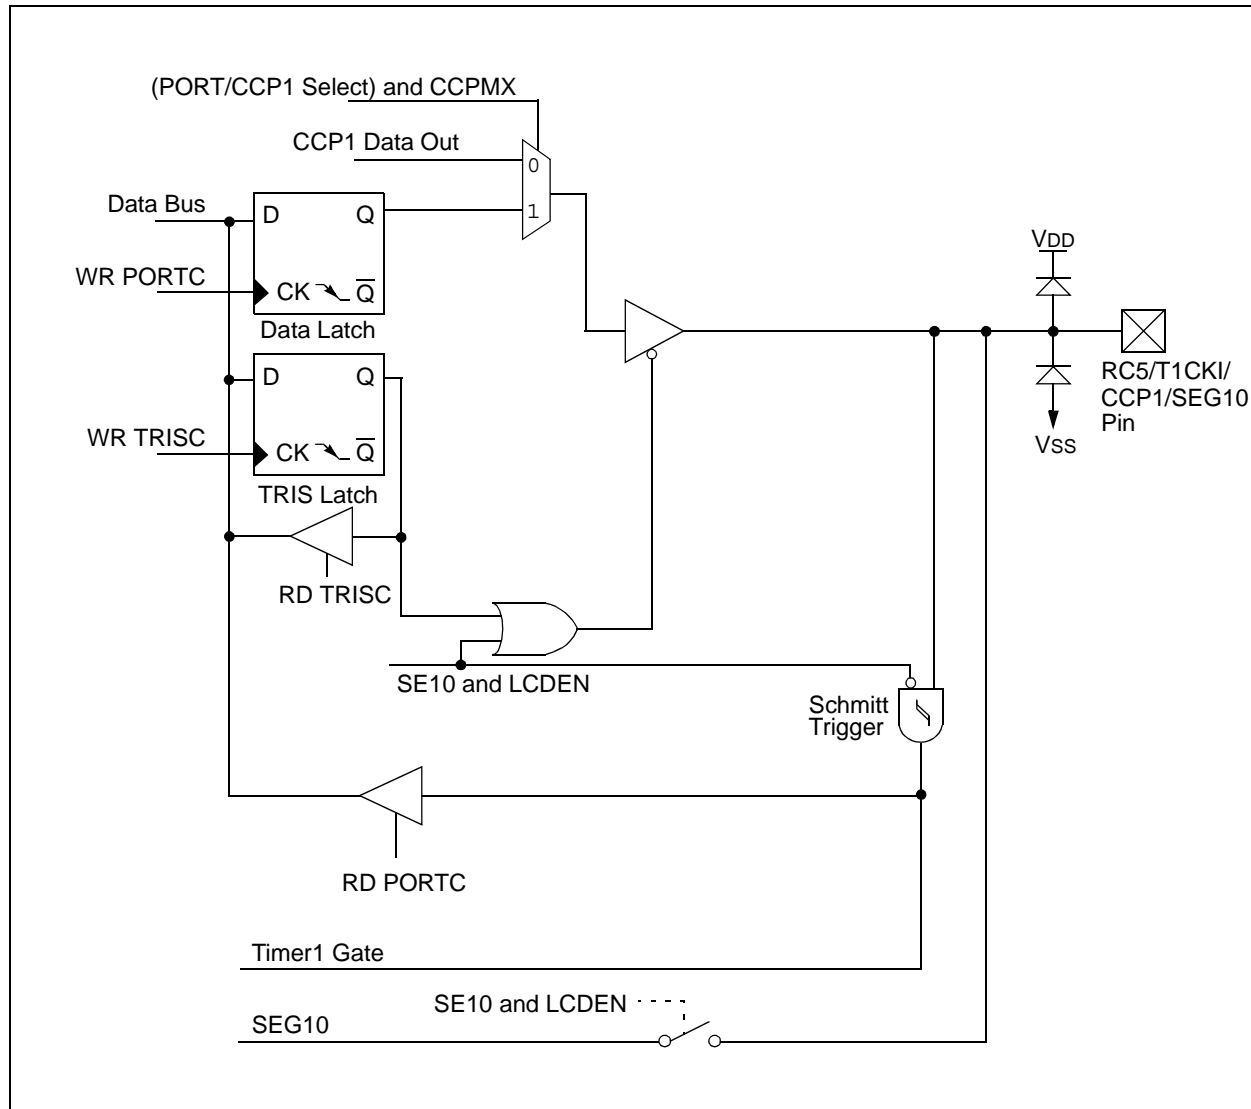 (PORT/CCP1 Select) and CCPMX
CCP1 Data Out
0
1
Data Bus
D Q
WR PORTC
CK Q
Data Latch
D Q
WR TRISC
CK Q
TRIS Latch
RD TRISC
SE10 and LCDEN
Schmitt
Trigger
RD PORTC
Timer1 Gate
SE10 and LCDEN
SEG10
VDD
VSS
RC5/T1CKI/
CCP1/SEG10
Pin